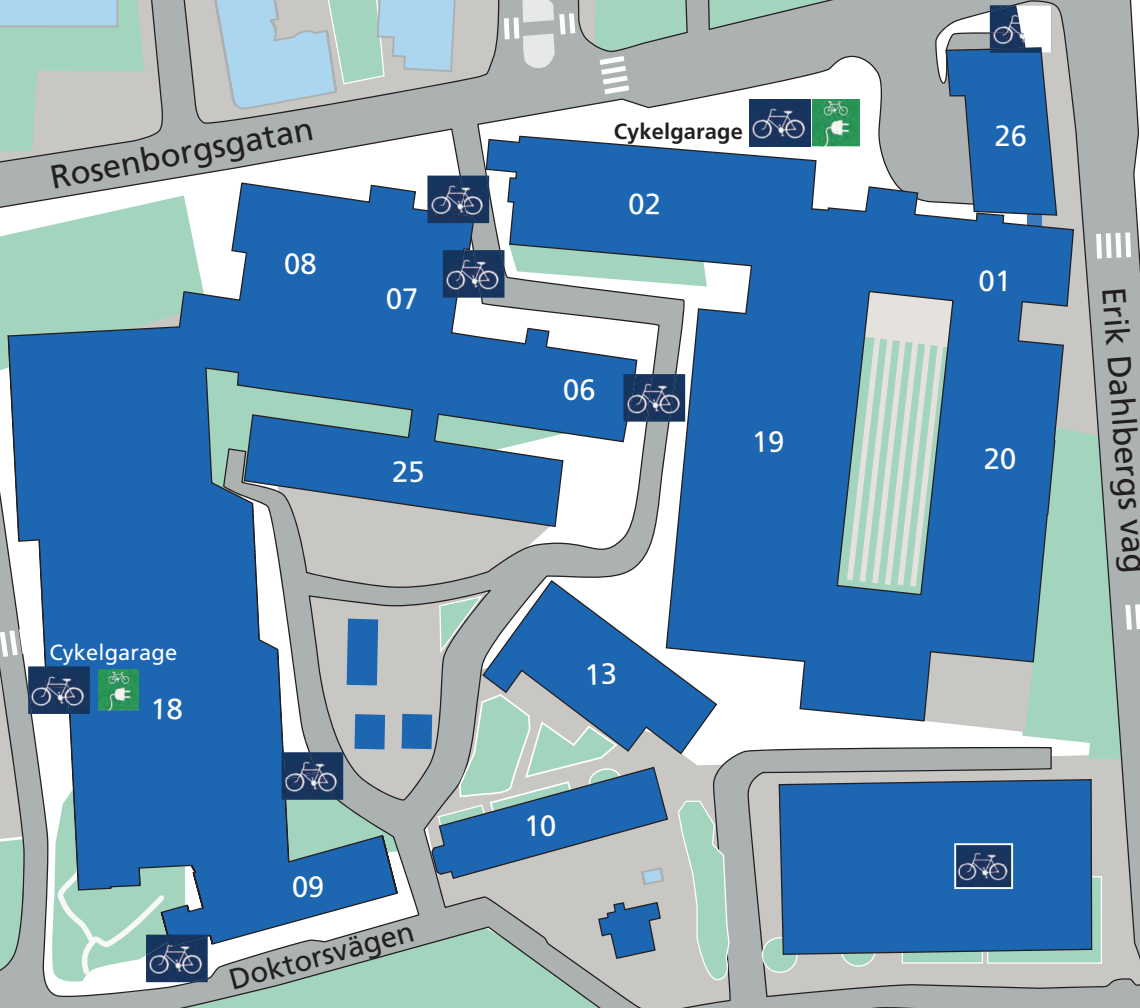 Rosenborgsgatan
Cykelgarage
26
02
08
07
01
Erik Dahlbergs väg
06
19
20
25
Cykelgarage
18
13
10
09
Doktorsvägen